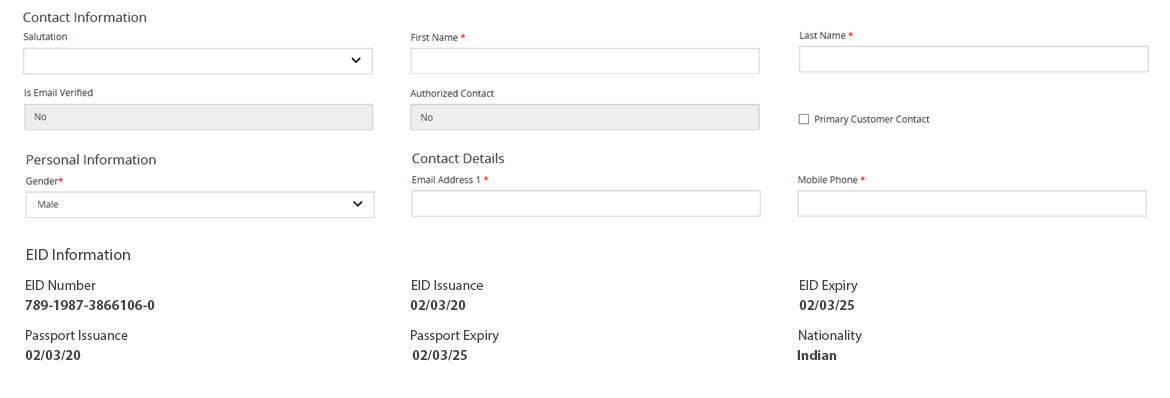 Contact Information
Salutation
First Name *
Last Name *
Is Email Verified
No
Authorized Contact
No
Primary Customer Contact
Personal Information
Gender*
Male
Contact Details
Email Address 1 *
Mobile Phone *
EID Information
EID Number
789-1987-3866106-0
EID Issuance
02/03/20
EID Expiry
02/03/25
Passport Issuance
02/03/20
Passport Expiry
02/03/25
Nationality
Indian